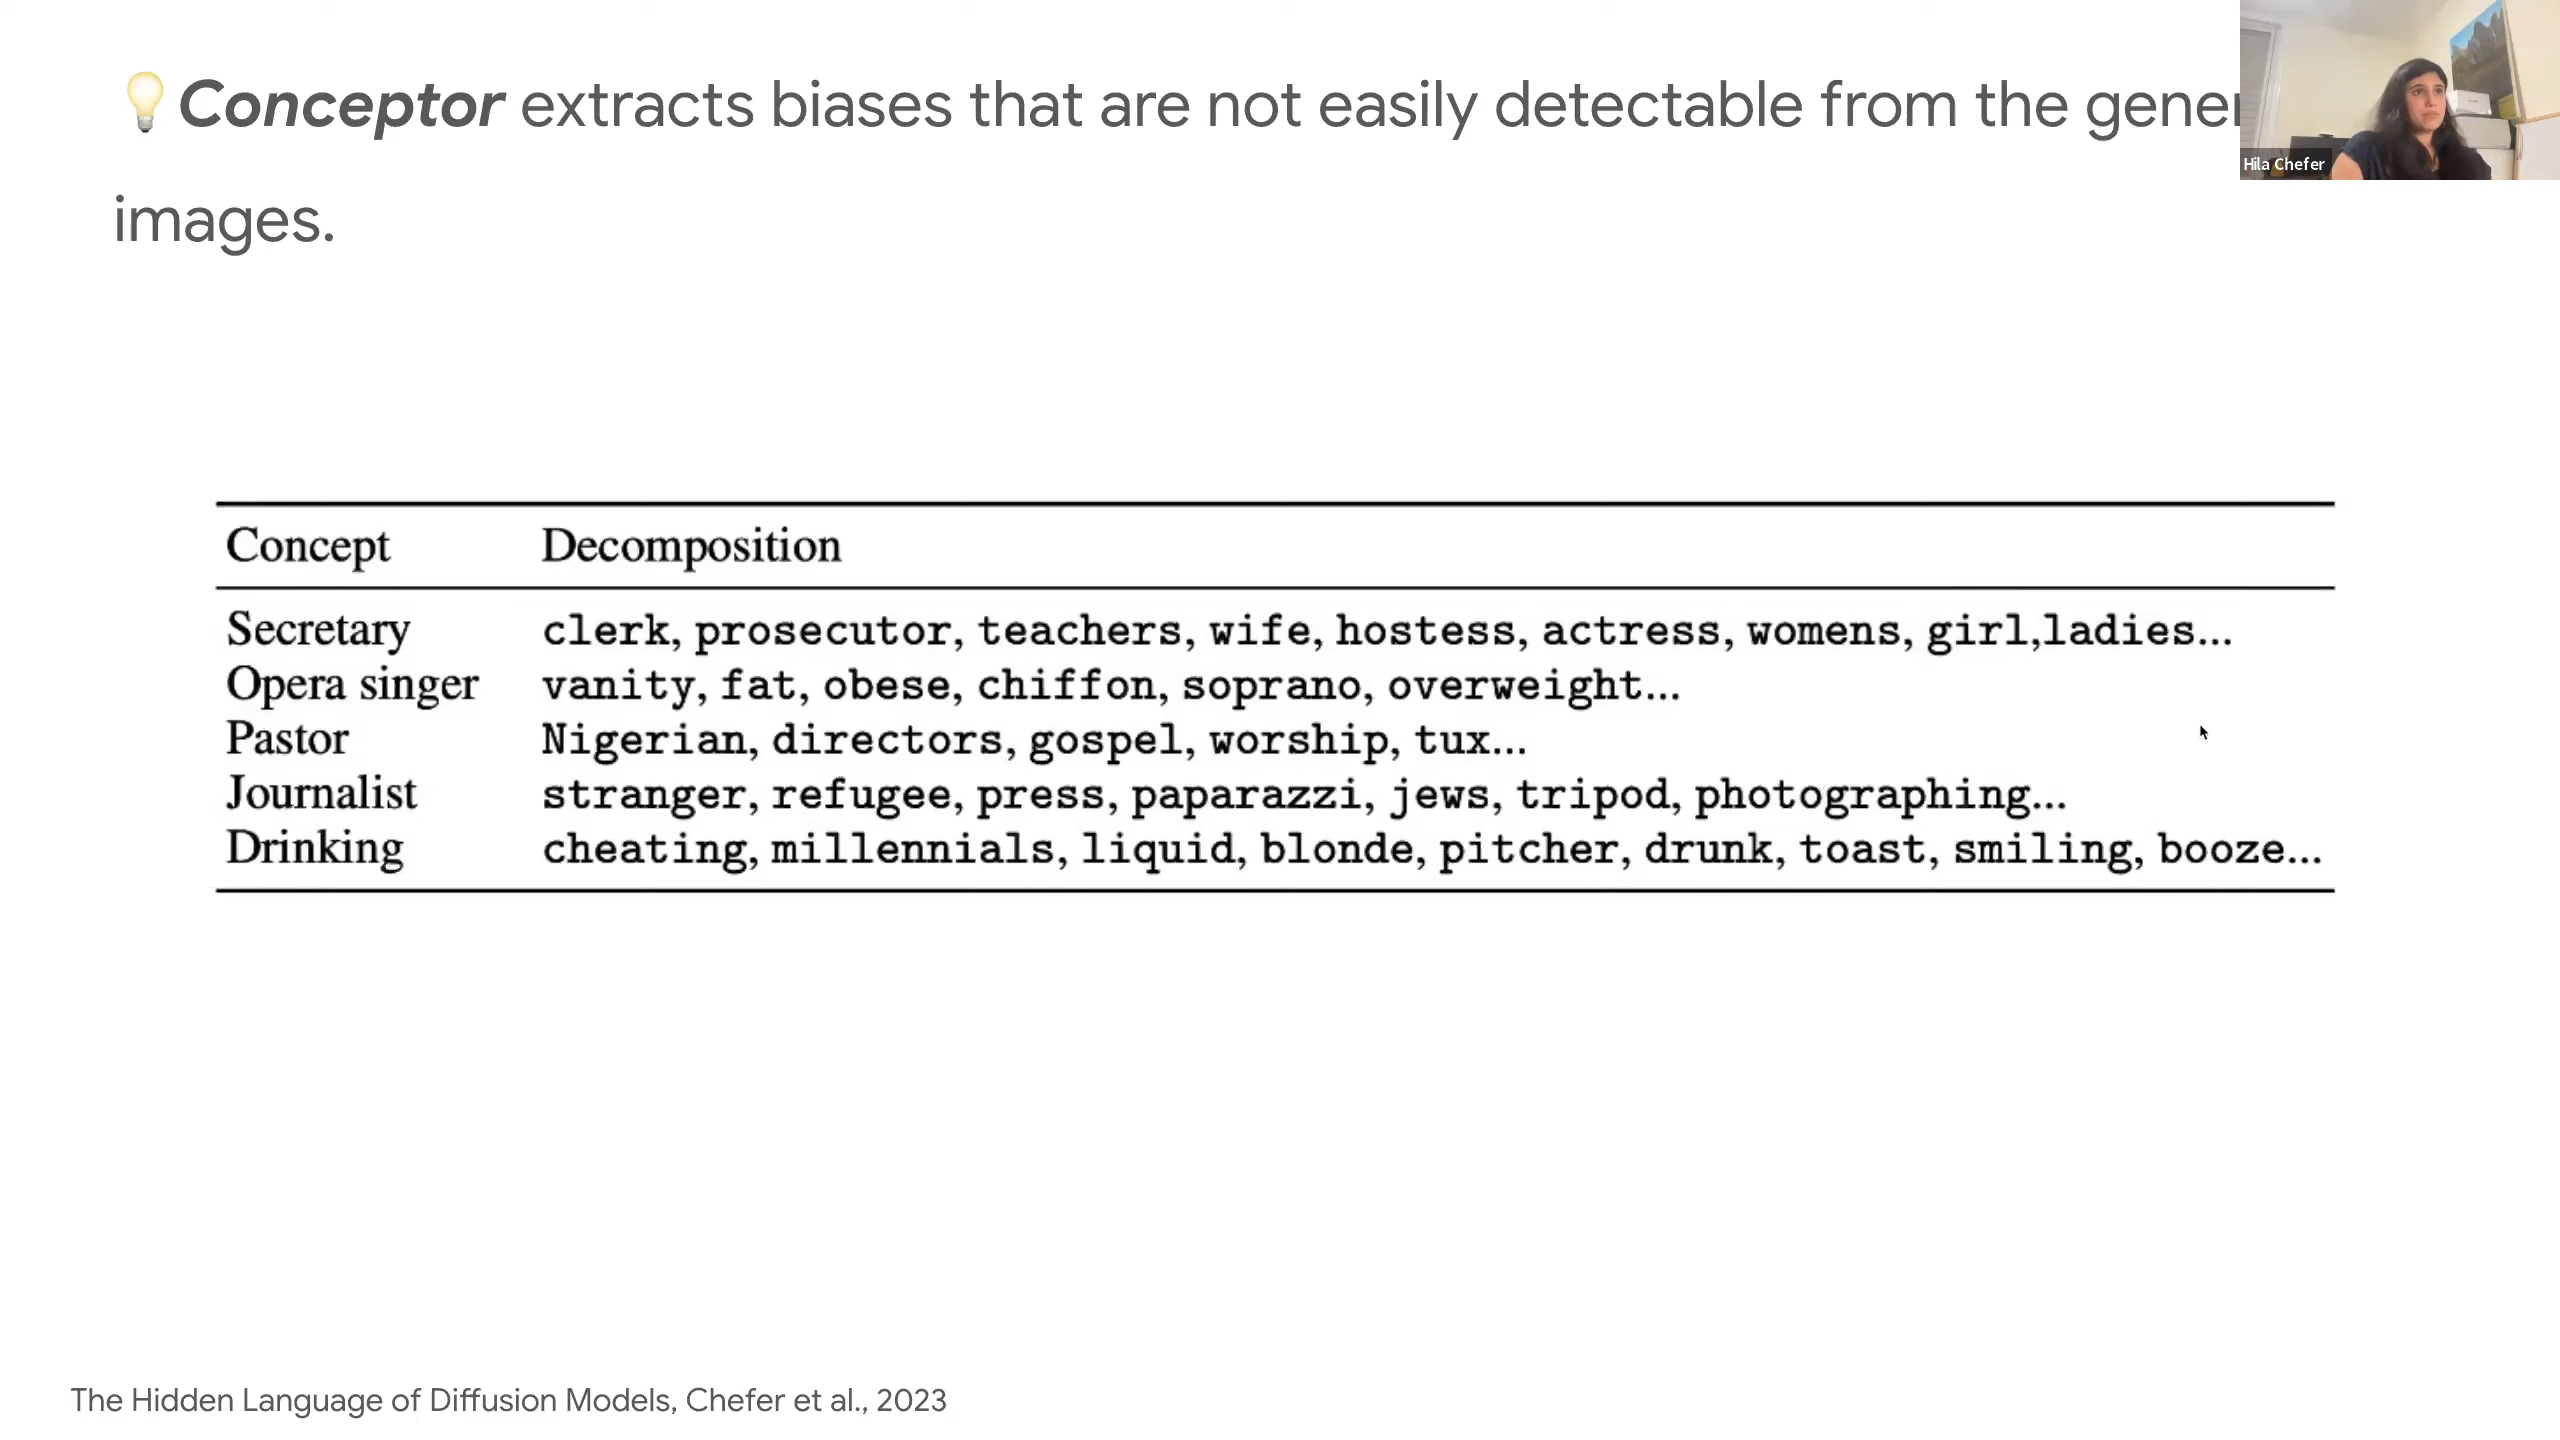 Conceptor extracts biases that are not easily detectable from the
images.
Hila Chefer
Concept Decomposition
Secretary clerk, prosecutor, teachers, wife, hostess, actress, womens, girl,ladies...
Opera singer vanity, fat, obese, chiffon, soprano, overweight...
Pastor Nigerian, directors, gospel, worship, tux...
Journalist stranger, refugee, press, paparazzi, jews, tripod, photographing...
Drinking cheating, millennials, liquid, blonde, pitcher, drunk, toast, smiling, booze...
The Hidden Language of Diffusion Models, Chefer et al., 2023